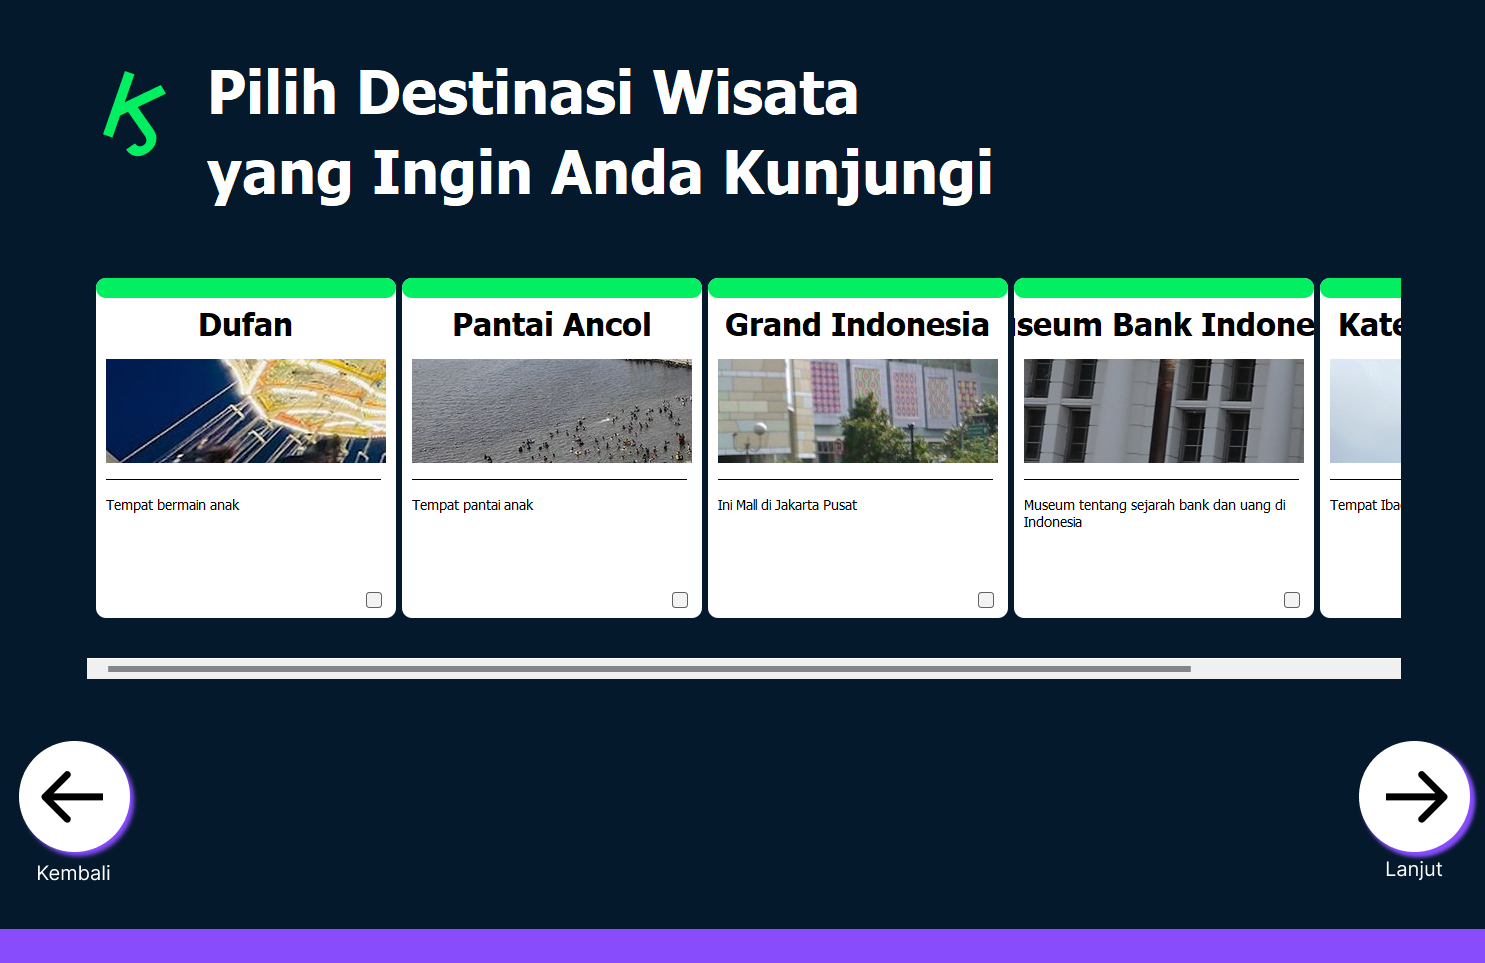 Pilih Destinasi Wisata
yang Ingin Anda Kunjungi
Dufan
Tempat bermain anak
Pantai Ancol
Tempat pantai anak
Grand Indonesia
Ini Mall di Jakarta Pusat
seum Bank Indone
Museum tentang sejarah bank dan uang di
Indonesia
Kate
Tempat Iba
Kembali
Lanjut